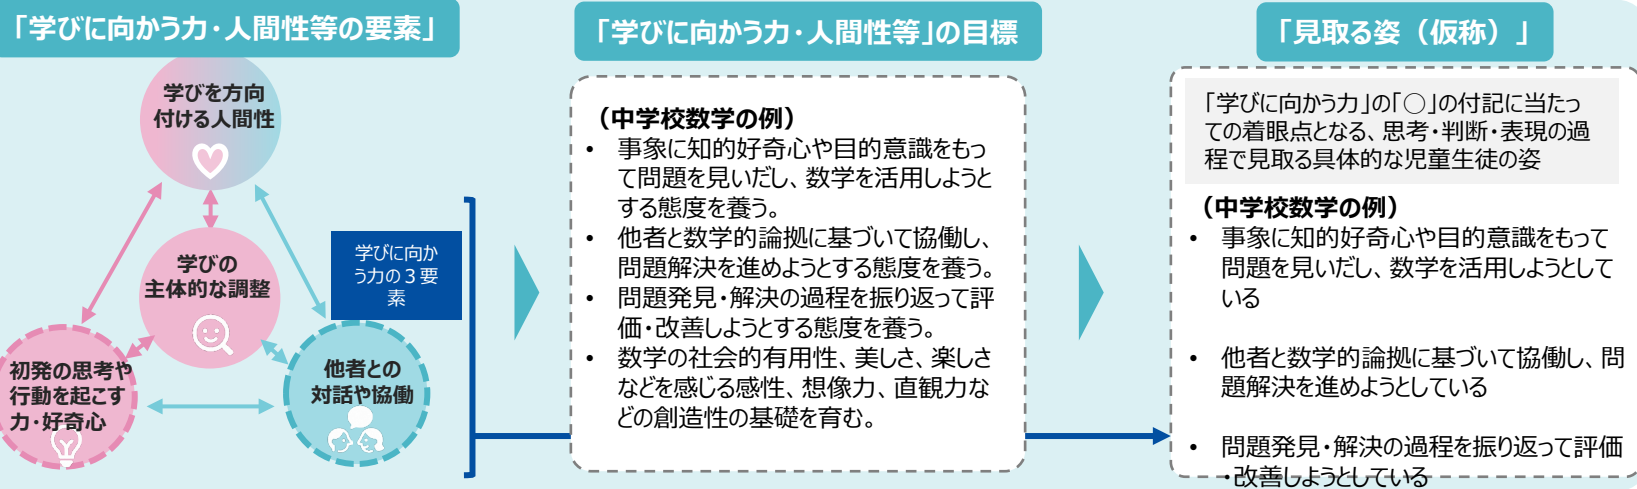 「学びに向かう力・人間性等の要素」
学びを方向
付ける人間性
学びの
主体的な調整
初発の思考や
行動を起こす
力・好奇心
他者との
対話や協働
学びに向か
う力の３要
素
「学びに向かう力・人間性等」の目標
（中学校数学の例）
• 事象に知的好奇心や目的意識をもっ
て問題を見いだし、数学を活用しようと
する態度を養う。
• 他者と数学的論拠に基づいて協働し、
問題解決を進めようとする態度を養う。
• 問題発見・解決の過程を振り返って評
価・改善しようとする態度を養う。
• 数学の社会的有用性、美しさ、楽しさ
などを感じる感性、想像力、直観力な
どの創造性の基礎を育む。
「見取る姿（仮称）」
「学びに向かう力」の「○」の付記に当たっ
ての着眼点となる、思考・判断・表現の過
程で見取る具体的な児童生徒の姿
（中学校数学の例）
• 事象に知的好奇心や目的意識をもって
問題を見いだし、数学を活用しようとして
いる
• 他者と数学的論拠に基づいて協働し、問
題解決を進めようとしている
• 問題発見・解決の過程を振り返って評価
・改善しようとしている